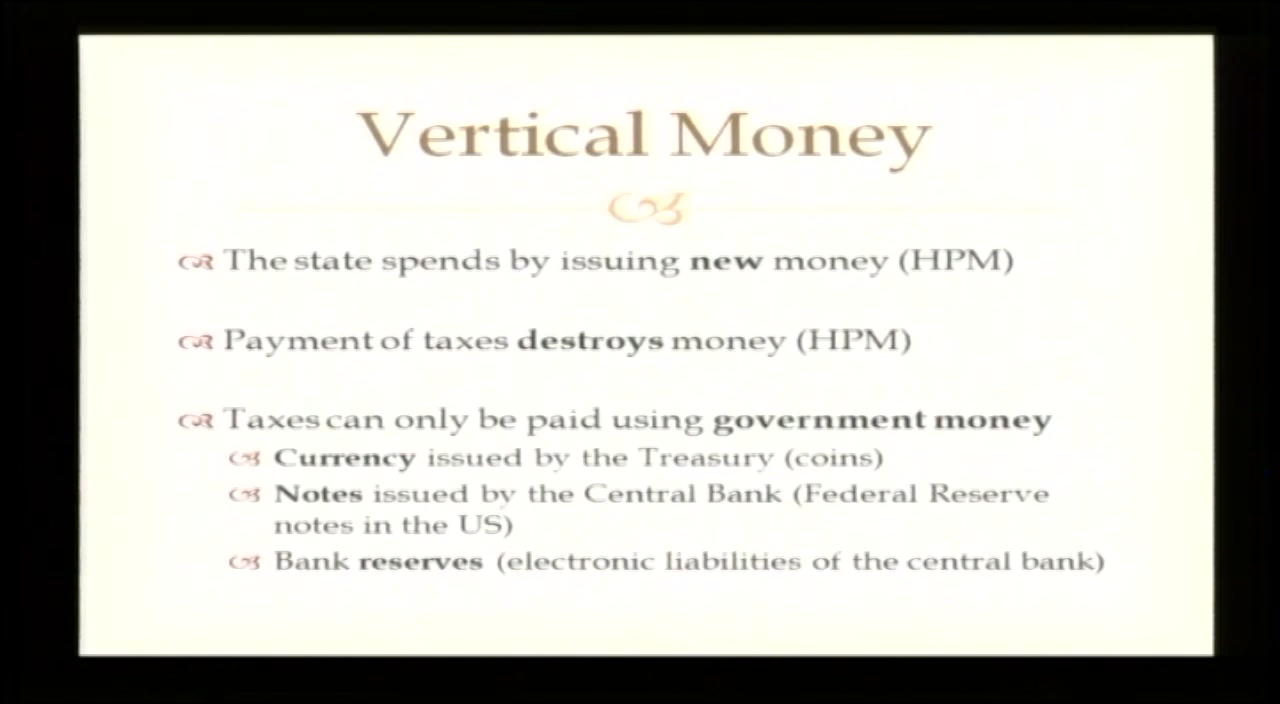 Vertical Money
The state spends by issuing new money (HPM)
Payment of taxes destroys money (HPM)
Taxes can only be paid using government money
Currency issued by the Treasury (coins)
Notes issued by the Central Bank (Federal Reserve
notes in the US)
Bank reserves (electronic liabilities of the central bank)